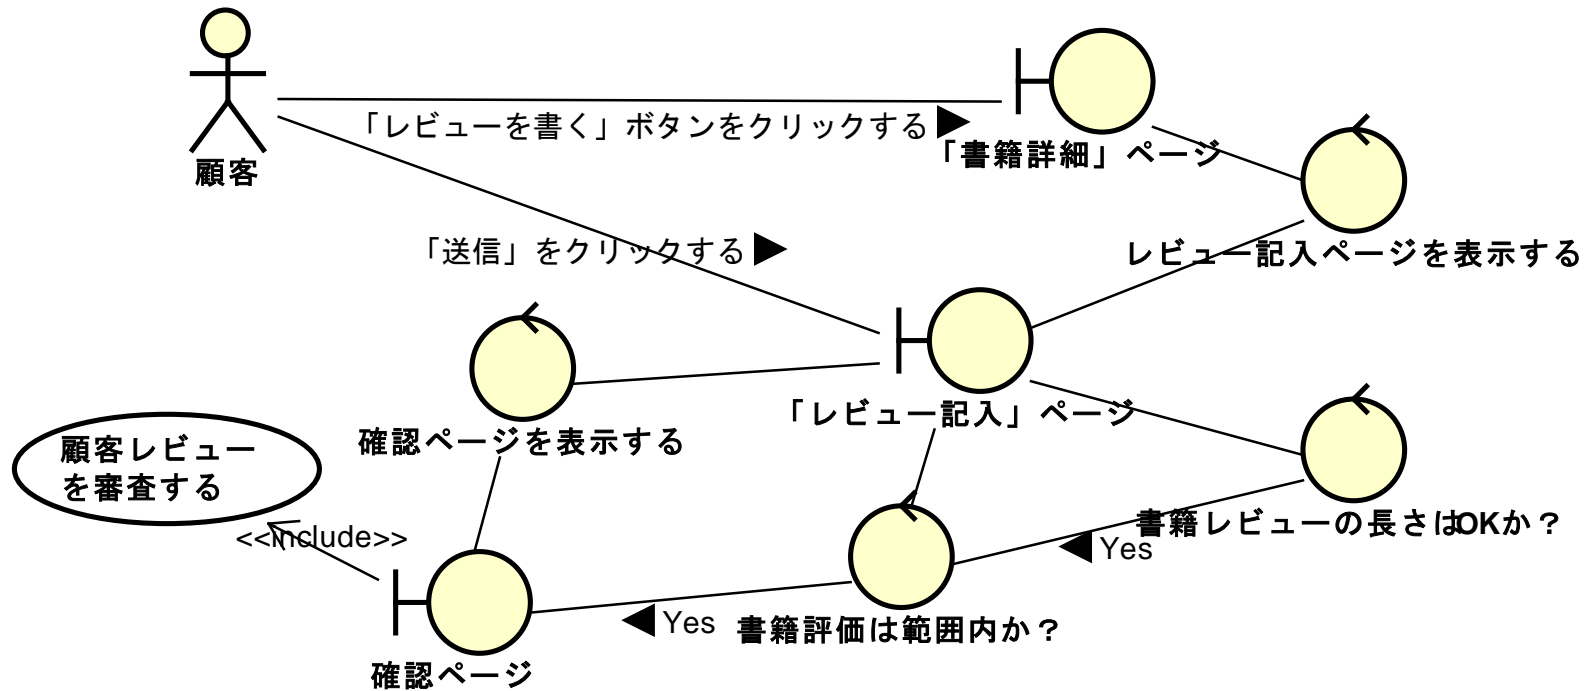 「レビューを書く」ボタンをクリックする
「書籍詳細」ページ
顧客
「送信」をクリックする
レビュー記入ページを表示する
「レビュー記入」ページ
確認ページを表示する
顧客レビュー
を審査する
<<include>>
書籍レビューの長さはOKか？
Yes
Yes
書籍評価は範囲内か？
確認ページ